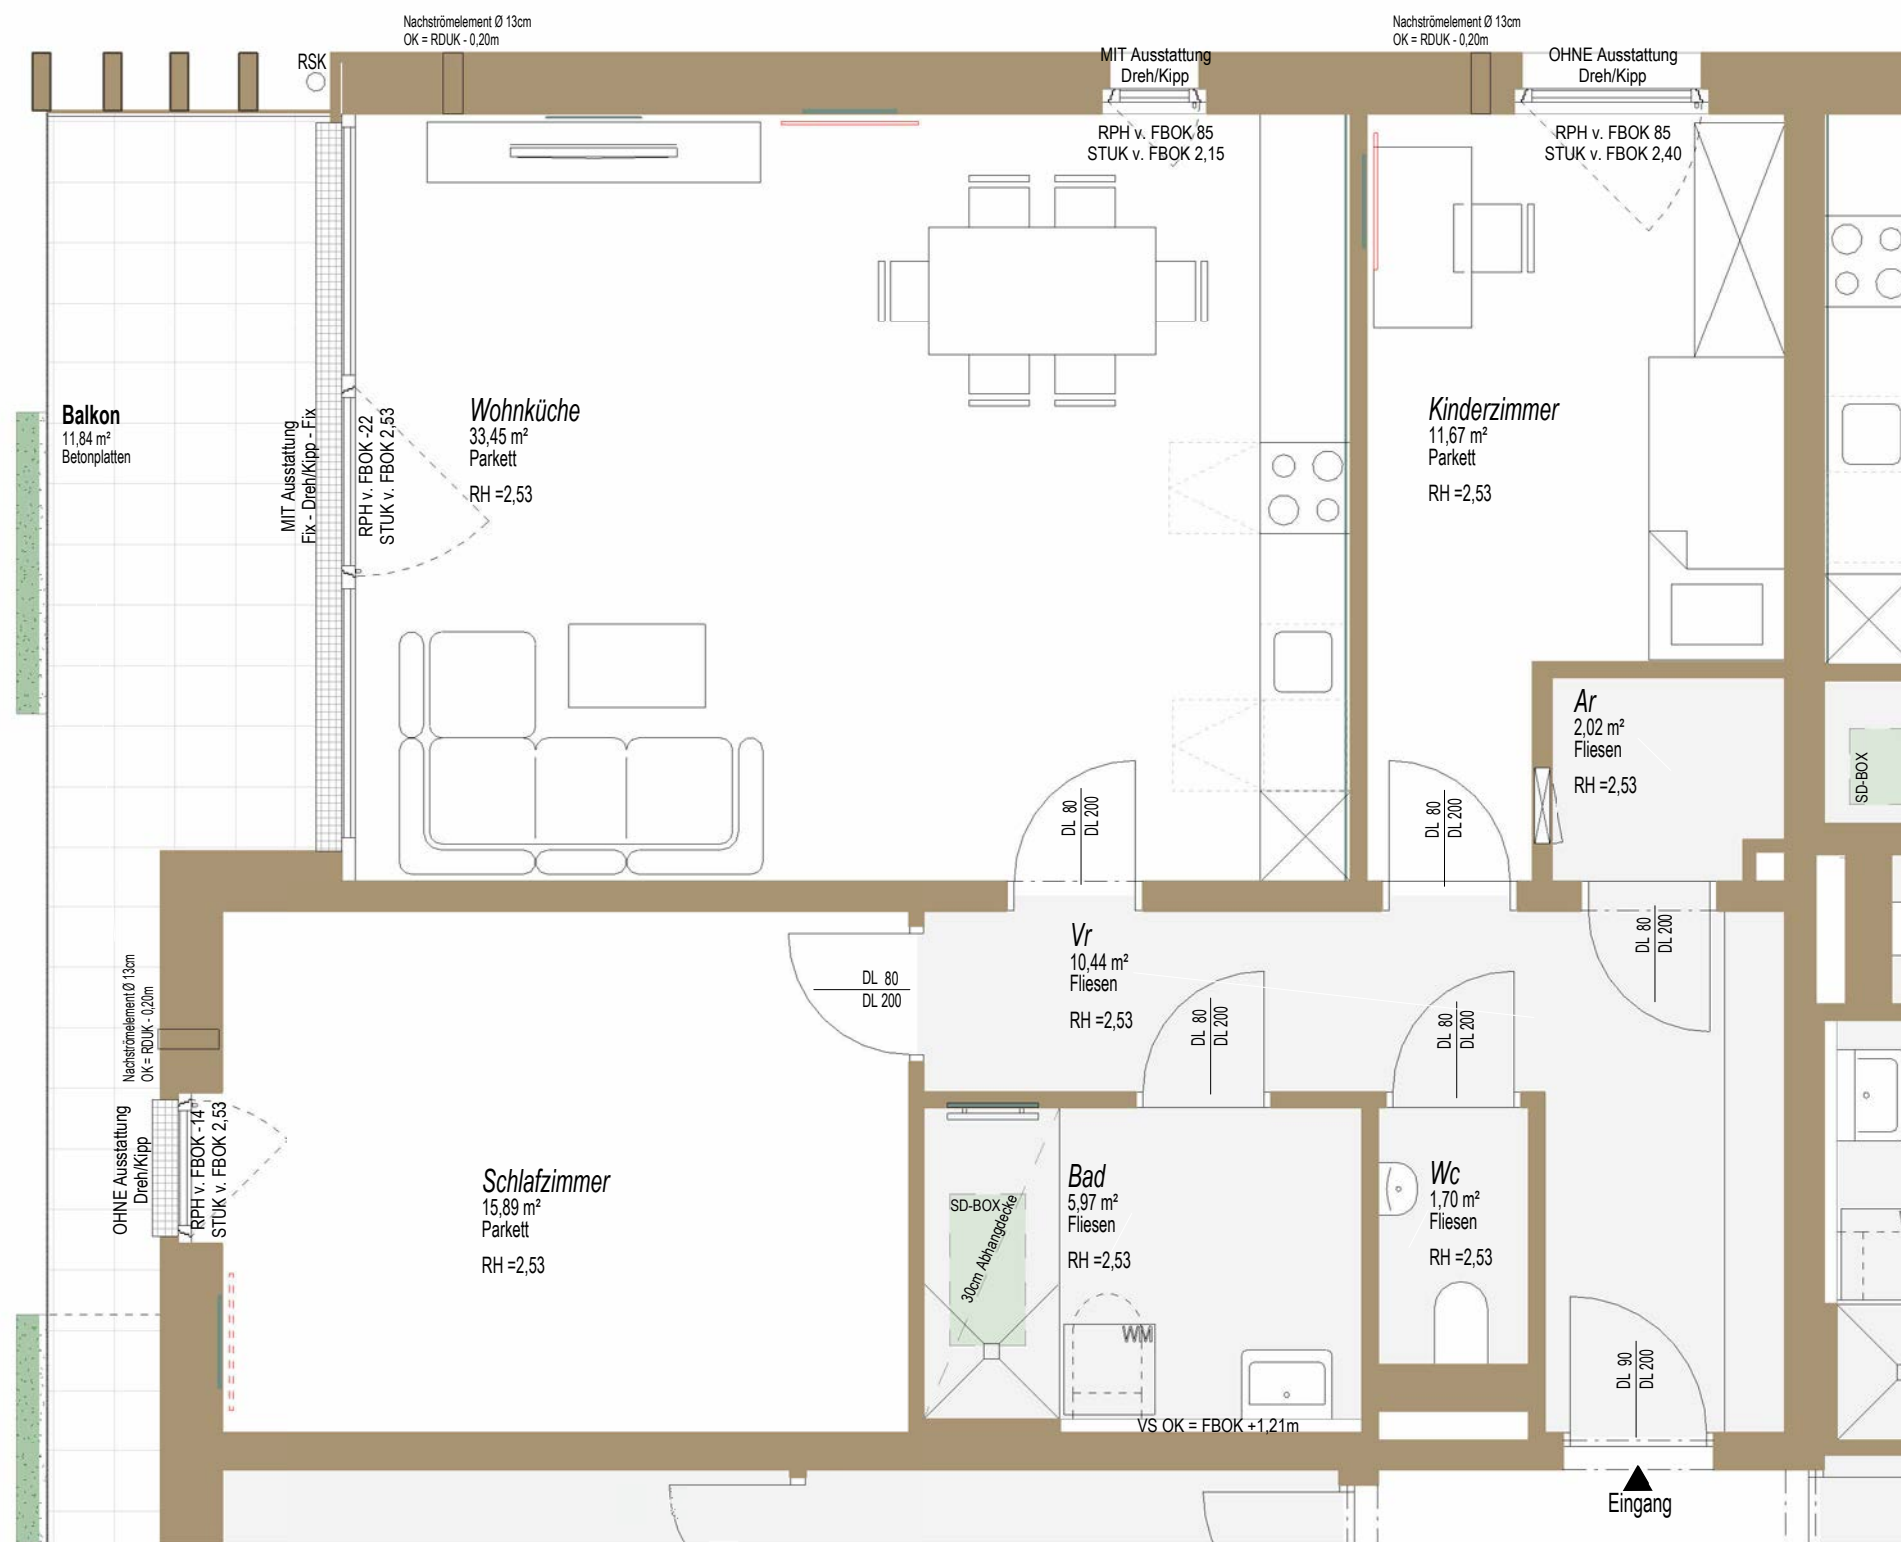 Nachströmelement Ø 13cm
OK = RDUK - 0,20m
Nachströmelement Ø 13cm
OK = RDUK - 0,20m
RSK
MIT Ausstattung
Dreh/Kipp
OHNE Ausstattung
Dreh/Kipp
RPH v. FBOK 85
STUK v. FBOK 2,15
RPH v. FBOK 85
STUK v. FBOK 2,40
Balkon
11,84 m²
Betonplatten
MIT Ausstattung
Fix - Dreh/Kipp - Fix
RPH v. FBOK -22
STUK v. FBOK 2,53
Wohnküche
33,45 m²
Parkett
RH =2,53
Kinderzimmer
11,67 m²
Parkett
RH =2,53
Ar
2,02 m²
Fliesen
RH =2,53
SD-BOX
DL 80
DL 200
DL 80
DL 200
DL 80
DL 200
Vr
10,44 m²
Fliesen
RH =2,53
DL 80
DL 200
DL 80
DL 200
DL 80
DL 200
Nachströmelement Ø 13cm
OK = RDUK - 0,20m
OHNE Ausstattung
Dreh/Kipp
RPH v. FBOK -14
STUK v. FBOK 2,53
Schlafzimmer
15,89 m²
Parkett
RH =2,53
SD-BOX
30cm Abhangdecke
Bad
5,97 m²
Fliesen
RH =2,53
WM
VS OK = FBOK +1,21m
Wc
1,70 m²
Fliesen
RH =2,53
DL 90
DL 200
Eingang